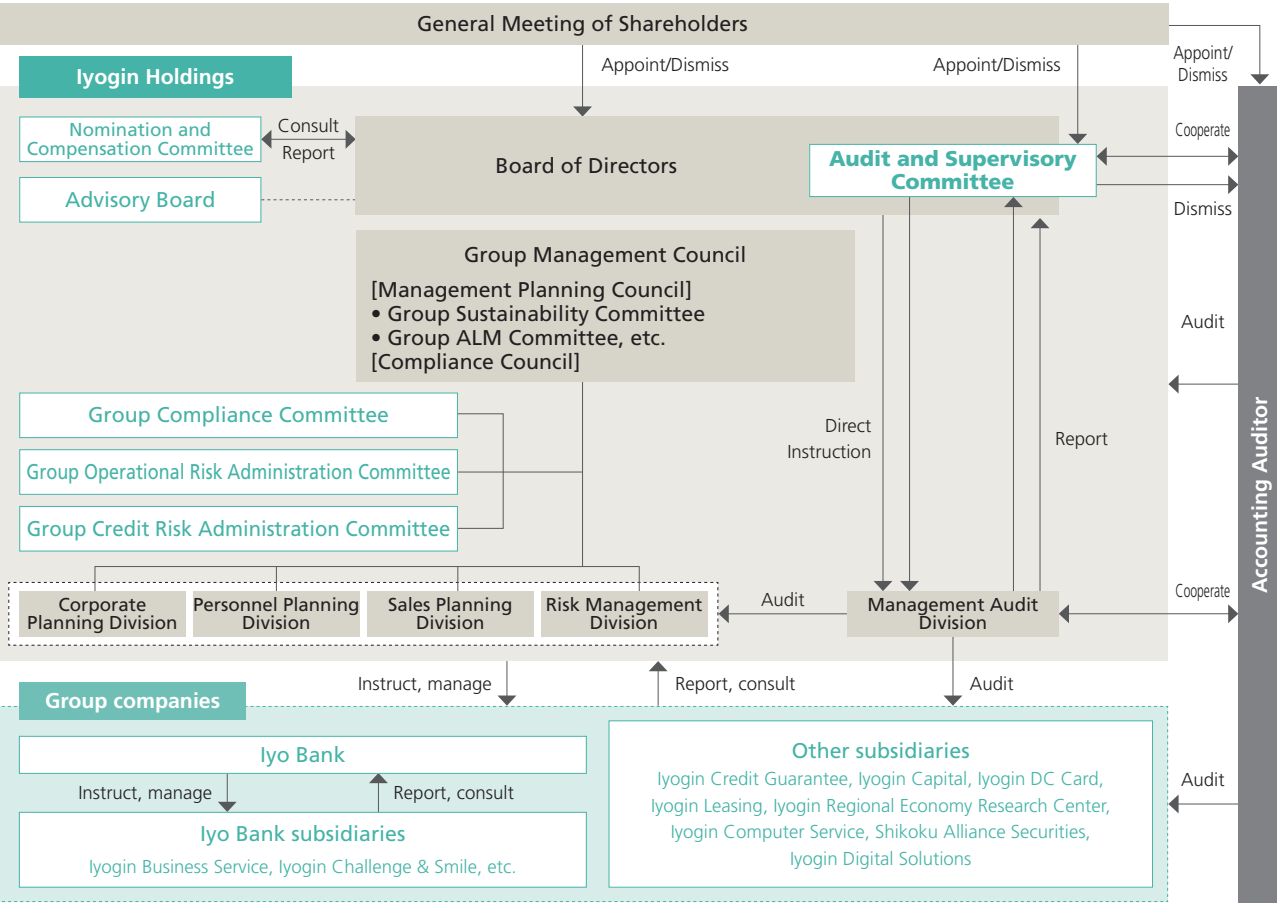 General Meeting of Shareholders
Iyogin Holdings
Appoint/Dismiss
Appoint/Dismiss
Appoint/
Dismiss
Nomination and
Compensation Committee
Consult
Report
Advisory Board
Board of Directors
Audit and Supervisory
Committee
Cooperate
Dismiss
Group Management Council
[Management Planning Council]
• Group Sustainability Committee
• Group ALM Committee, etc.
[Compliance Council]
Audit
Group Compliance Committee
Group Operational Risk Administration Committee
Group Credit Risk Administration Committee
Direct
Instruction
Report
Accounting Auditor
Corporate
Planning Division
Personnel Planning
Division
Sales Planning
Division
Risk Management
Division
Audit
Management Audit
Division
Cooperate
Instruct, manage
Report, consult
Audit
Group companies
Iyo Bank
Instruct, manage
Report, consult
Iyo Bank subsidiaries
Iyogin Business Service, Iyogin Challenge & Smile, etc.
Other subsidiaries
Iyogin Credit Guarantee, Iyogin Capital, Iyogin DC Card,
Iyogin Leasing, Iyogin Regional Economy Research Center,
Iyogin Computer Service, Shikoku Alliance Securities,
Iyogin Digital Solutions
Audit